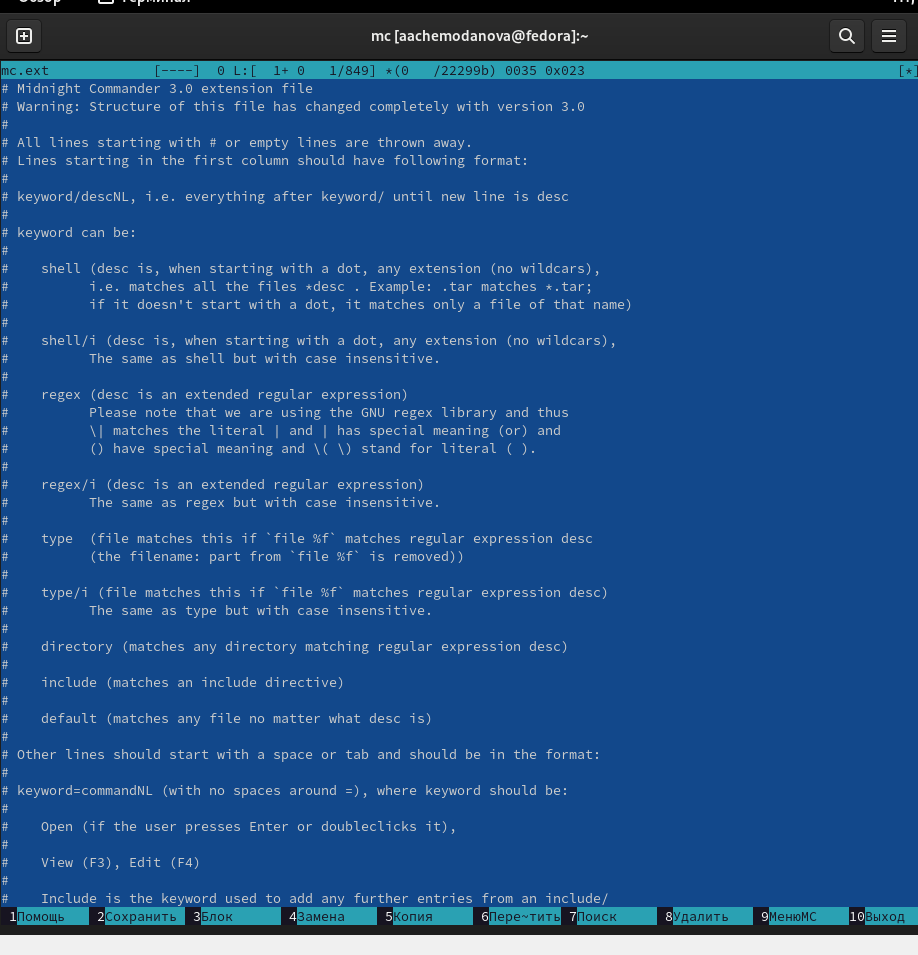 Обзор Терминал
mc [aachemodanova@fedora]:~
mc.ext [----] 0 L:[ 1+ 0 1/849] *(0 /22299b) 0035 0x023 [*]
# Midnight Commander 3.0 extension file
# Warning: Structure of this file has changed completely with version 3.0
#
# All lines starting with # or empty lines are thrown away.
# Lines starting in the first column should have following format:
#
# keyword/descNL, i.e. everything after keyword/ until new line is desc
#
# keyword can be:
#
#    shell (desc is, when starting with a dot, any extension (no wildcars),
#          i.e. matches all the files *desc . Example: .tar matches *.tar;
#          if it doesn't start with a dot, it matches only a file of that name)
#
#    shell/i (desc is, when starting with a dot, any extension (no wildcars),
#          The same as shell but with case insensitive.
#
#    regex (desc is an extended regular expression)
#          Please note that we are using the GNU regex library and thus
#          \| matches the literal | and | has special meaning (or) and
#          () have special meaning and \( \) stand for literal ( ).
#
#    regex/i (desc is an extended regular expression)
#          The same as regex but with case insensitive.
#
#    type  (file matches this if `file %f` matches regular expression desc
#          (the filename: part from `file %f` is removed))
#
#    type/i (file matches this if `file %f` matches regular expression desc)
#          The same as type but with case insensitive.
#
#    directory (matches any directory matching regular expression desc)
#
#    include (matches an include directive)
#
#    default (matches any file no matter what desc is)
#
# Other lines should start with a space or tab and should be in the format:
#
# keyword=commandNL (with no spaces around =), where keyword should be:
#
#    Open (if the user presses Enter or doubleclicks it),
#
#    View (F3), Edit (F4)
#
#    Include is the keyword used to add any further entries from an include/
1Помощь 2Сохранить 3Блок 4Замена 5Копия 6Пере~тить 7Поиск 8Удалить 9МенюMC 10Выход